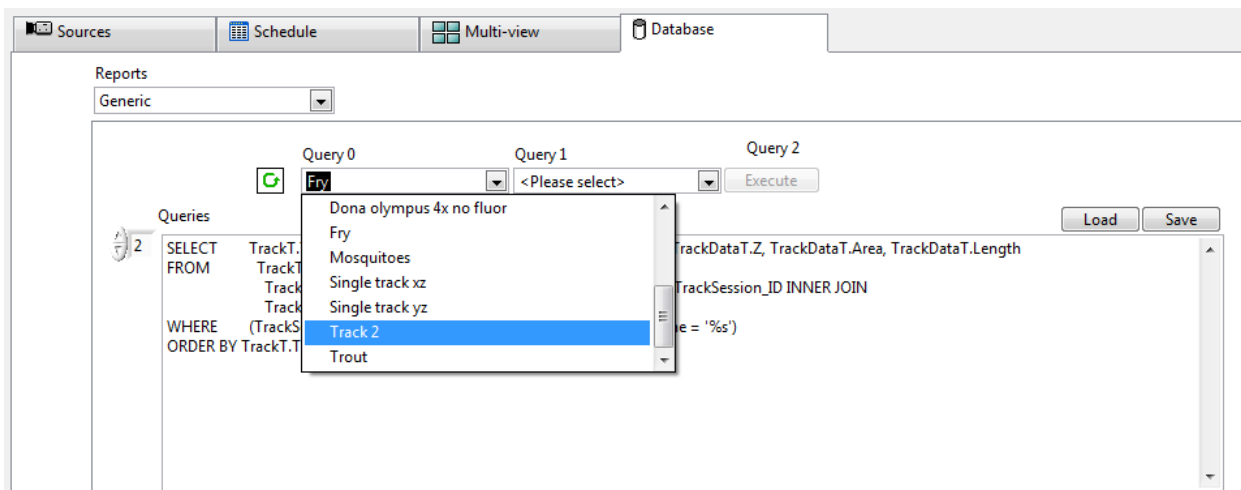 Sources Schedule Multi-view Database
Reports
Generic
Query 0 Query 1 Query 2
Fry <Please select> Execute
Dona olympus 4x no fluor
Fry
Mosquitoes
Single track xz
Single track yz
Track 2
Trout
Queries Load Save
2
SELECT TrackT. TrackDataT.Z, TrackDataT.Area, TrackDataT.Length
FROM TrackT
Track TrackSession_ID INNER JOIN
Track
WHERE (TrackS = '%s')
ORDER BY TrackT.T